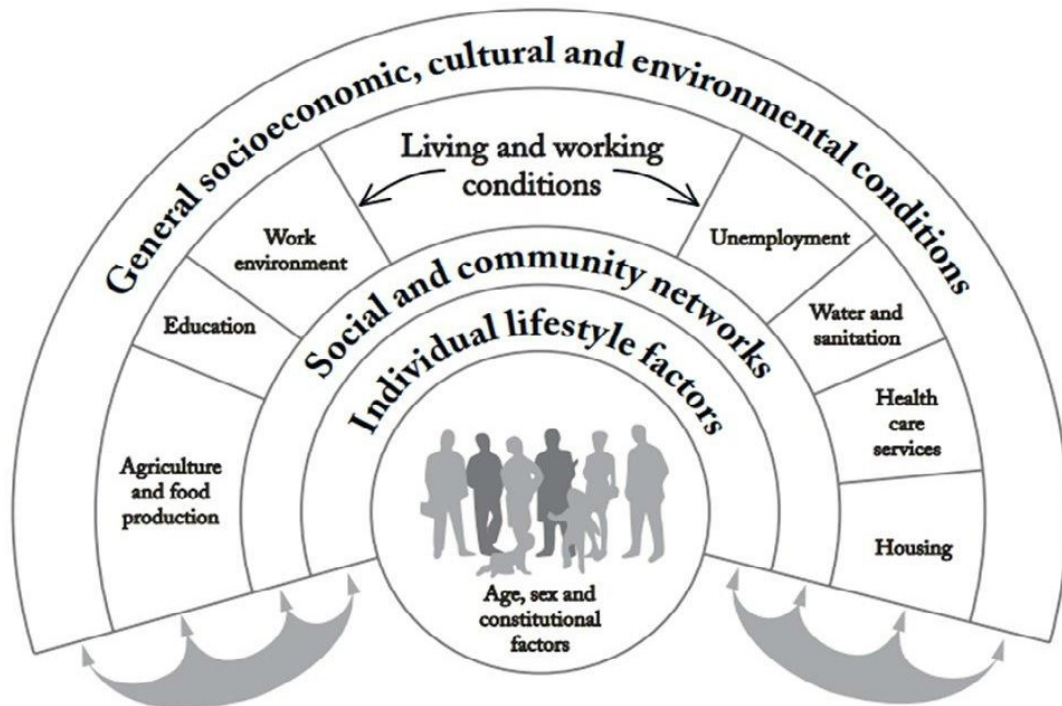 General socioeconomic, cultural and environmental conditions
Living and working
conditions
Work
environment
Unemployment
Education
Water and
sanitation
Agriculture
and food
production
Health
care
services
Housing
Social and community networks
Individual lifestyle factors
Age, sex and
constitutional
factors